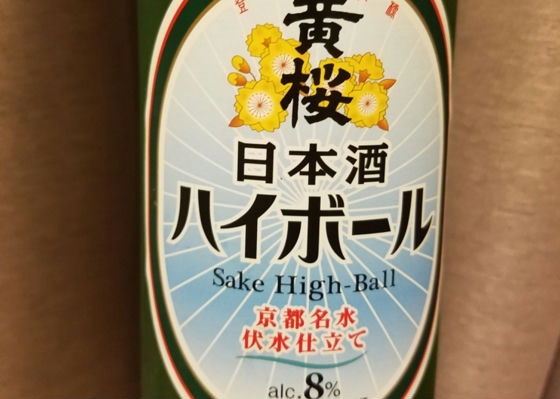 登
黄
桜
日本酒
ハイボール
Sake High-Ball
京都名水
伏水仕立て
alc.8%